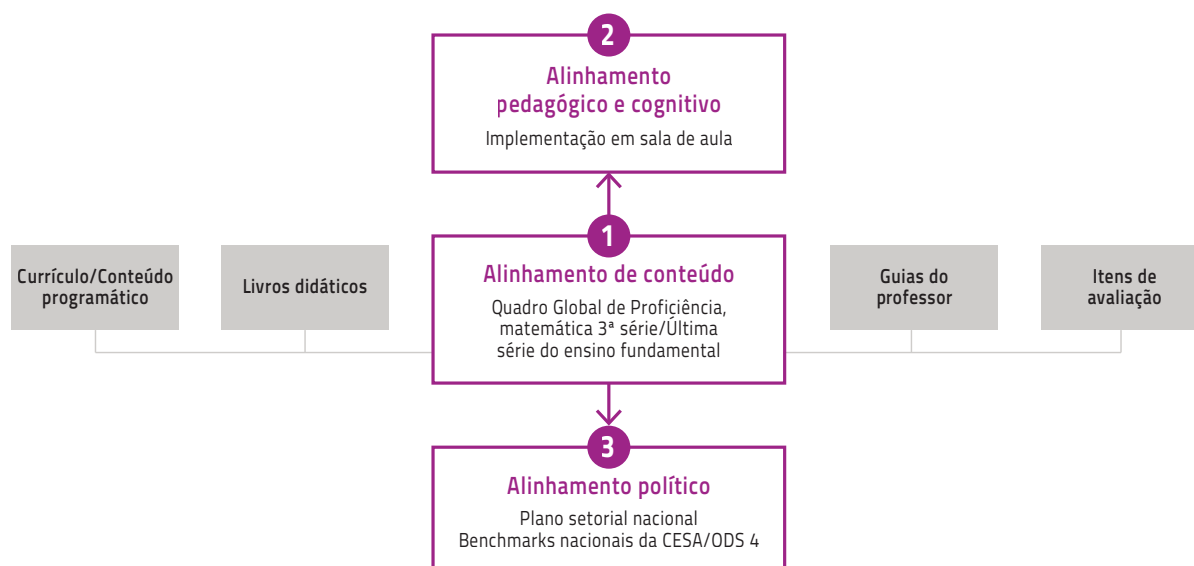 2
Alinhamento
pedagógico e cognitivo
Implementação em sala de aula
1
Alinhamento de conteúdo
Quadro Global de Proficiência,
matemática 3ª série/Última
série do ensino fundamental
Currículo/Conteúdo
programático
Livros didáticos
Guias do
professor
Itens de
avaliação
3
Alinhamento político
Plano setorial nacional
Benchmarks nacionais da CESA/ODS 4